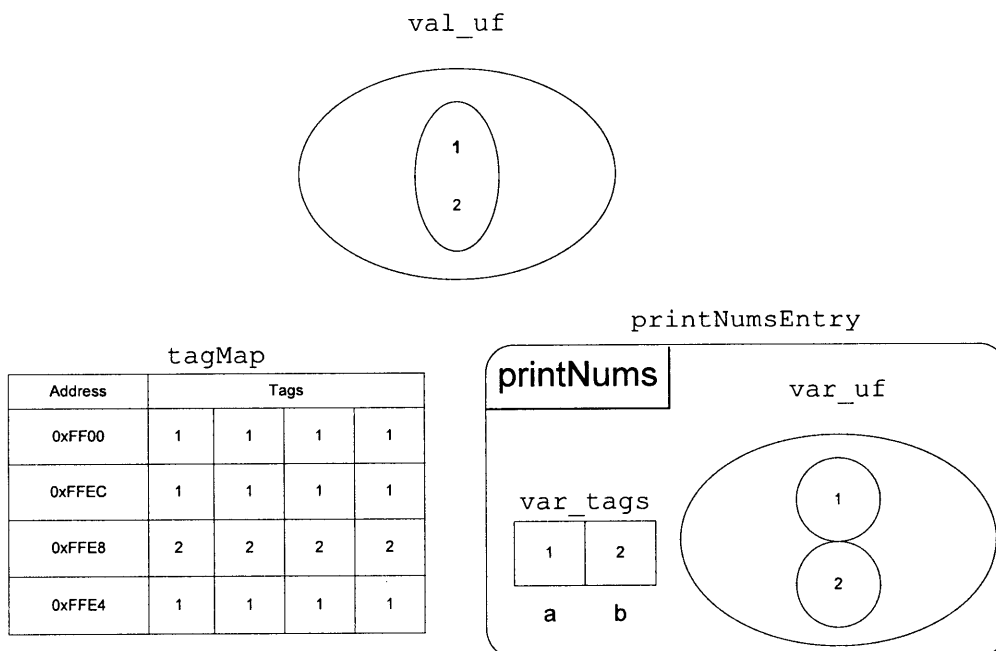 val_uf
1
2
tagMap
Address Tags
0xFF00 1 1 1 1
0xFFEC 1 1 1 1
0xFFE8 2 2 2 2
0xFFE4 1 1 1 1
printNumsEntry
printNums
var_uf
1
2
var_tags
1 2
a b